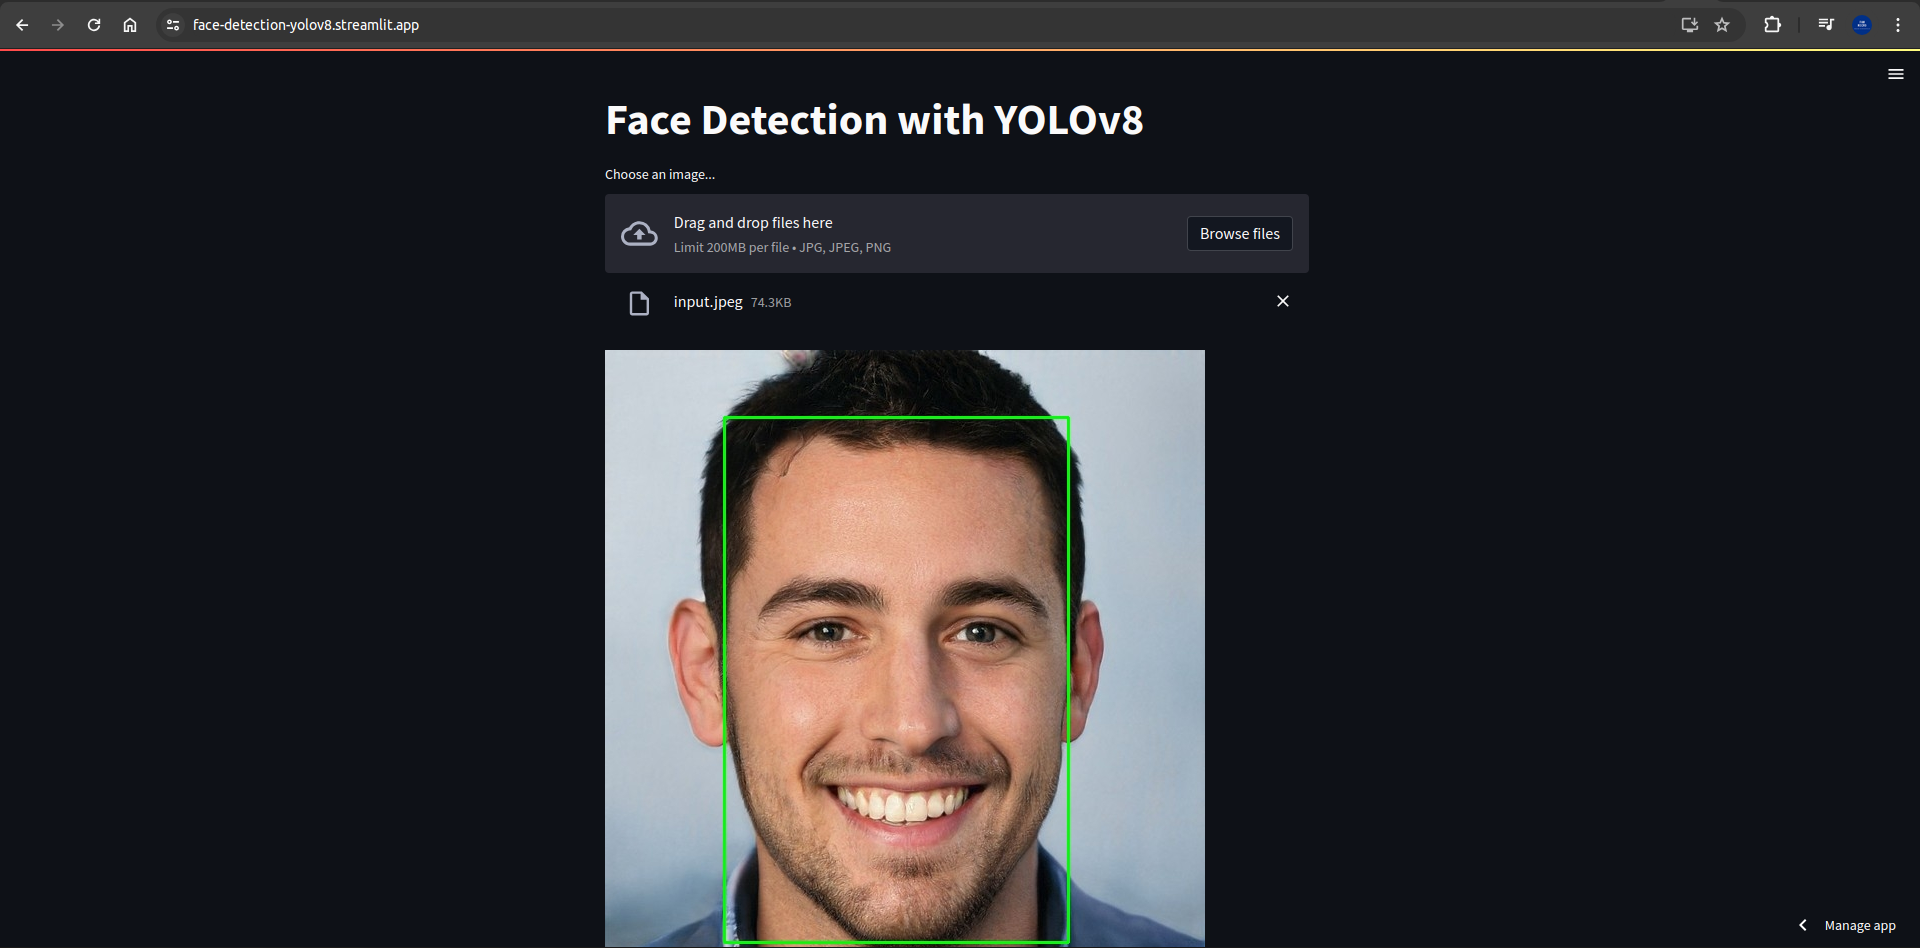 face-detection-yolov8.streamlit.app
Face Detection with YOLOv8
Choose an image...
Drag and drop files here
Limit 200MB per file • JPG, JPEG, PNG
Browse files
input.jpeg 74.3KB
Manage app